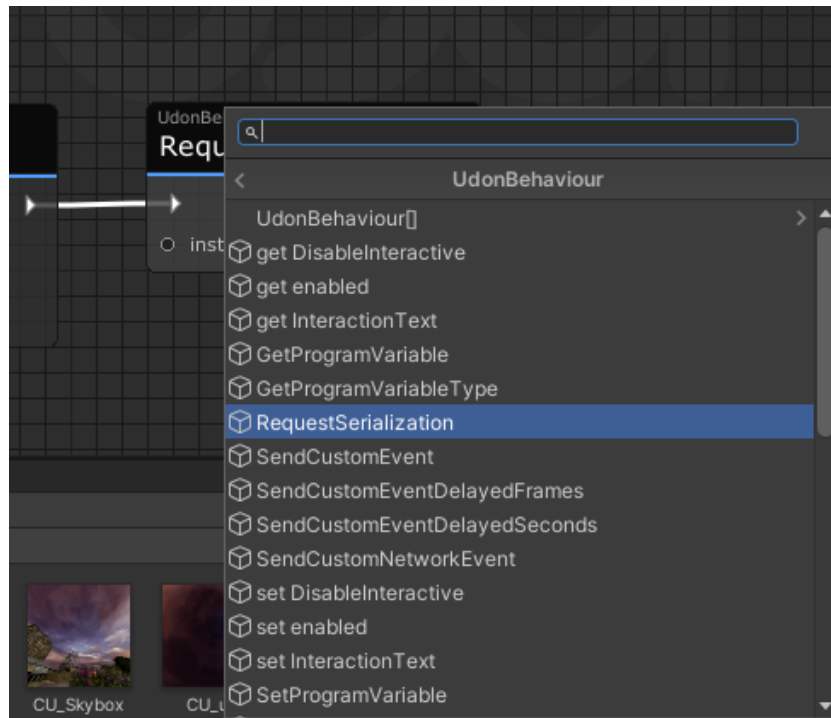 UdonBe
Requ
inst
UdonBehaviour
UdonBehaviour[]
get DisableInteractive
get enabled
get InteractionText
GetProgramVariable
GetProgramVariableType
RequestSerialization
SendCustomEvent
SendCustomEventDelayedFrames
SendCustomEventDelayedSeconds
SendCustomNetworkEvent
set DisableInteractive
set enabled
set InteractionText
SetProgramVariable
CU_Skybox
CU_u